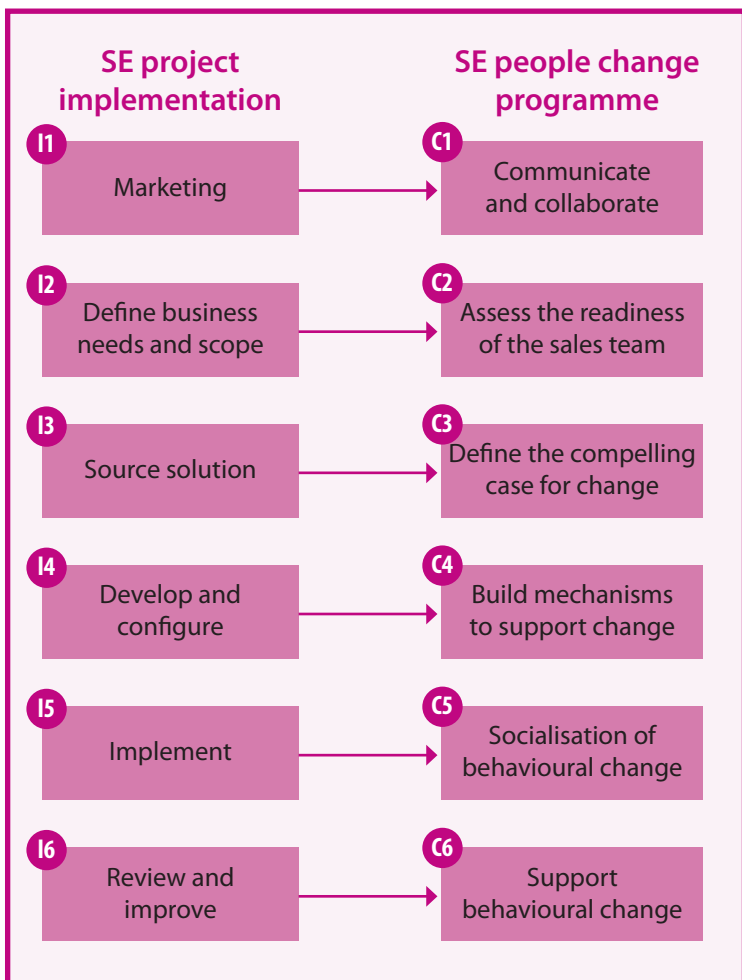 SE project
implementation
SE people change
programme
I1
Marketing
C1
Communicate
and collaborate
I2
Define business
needs and scope
C2
Assess the readiness
of the sales team
I3
Source solution
C3
Define the compelling
case for change
I4
Develop and
configure
C4
Build mechanisms
to support change
I5
Implement
C5
Socialisation of
behavioural change
I6
Review and
improve
C6
Support
behavioural change